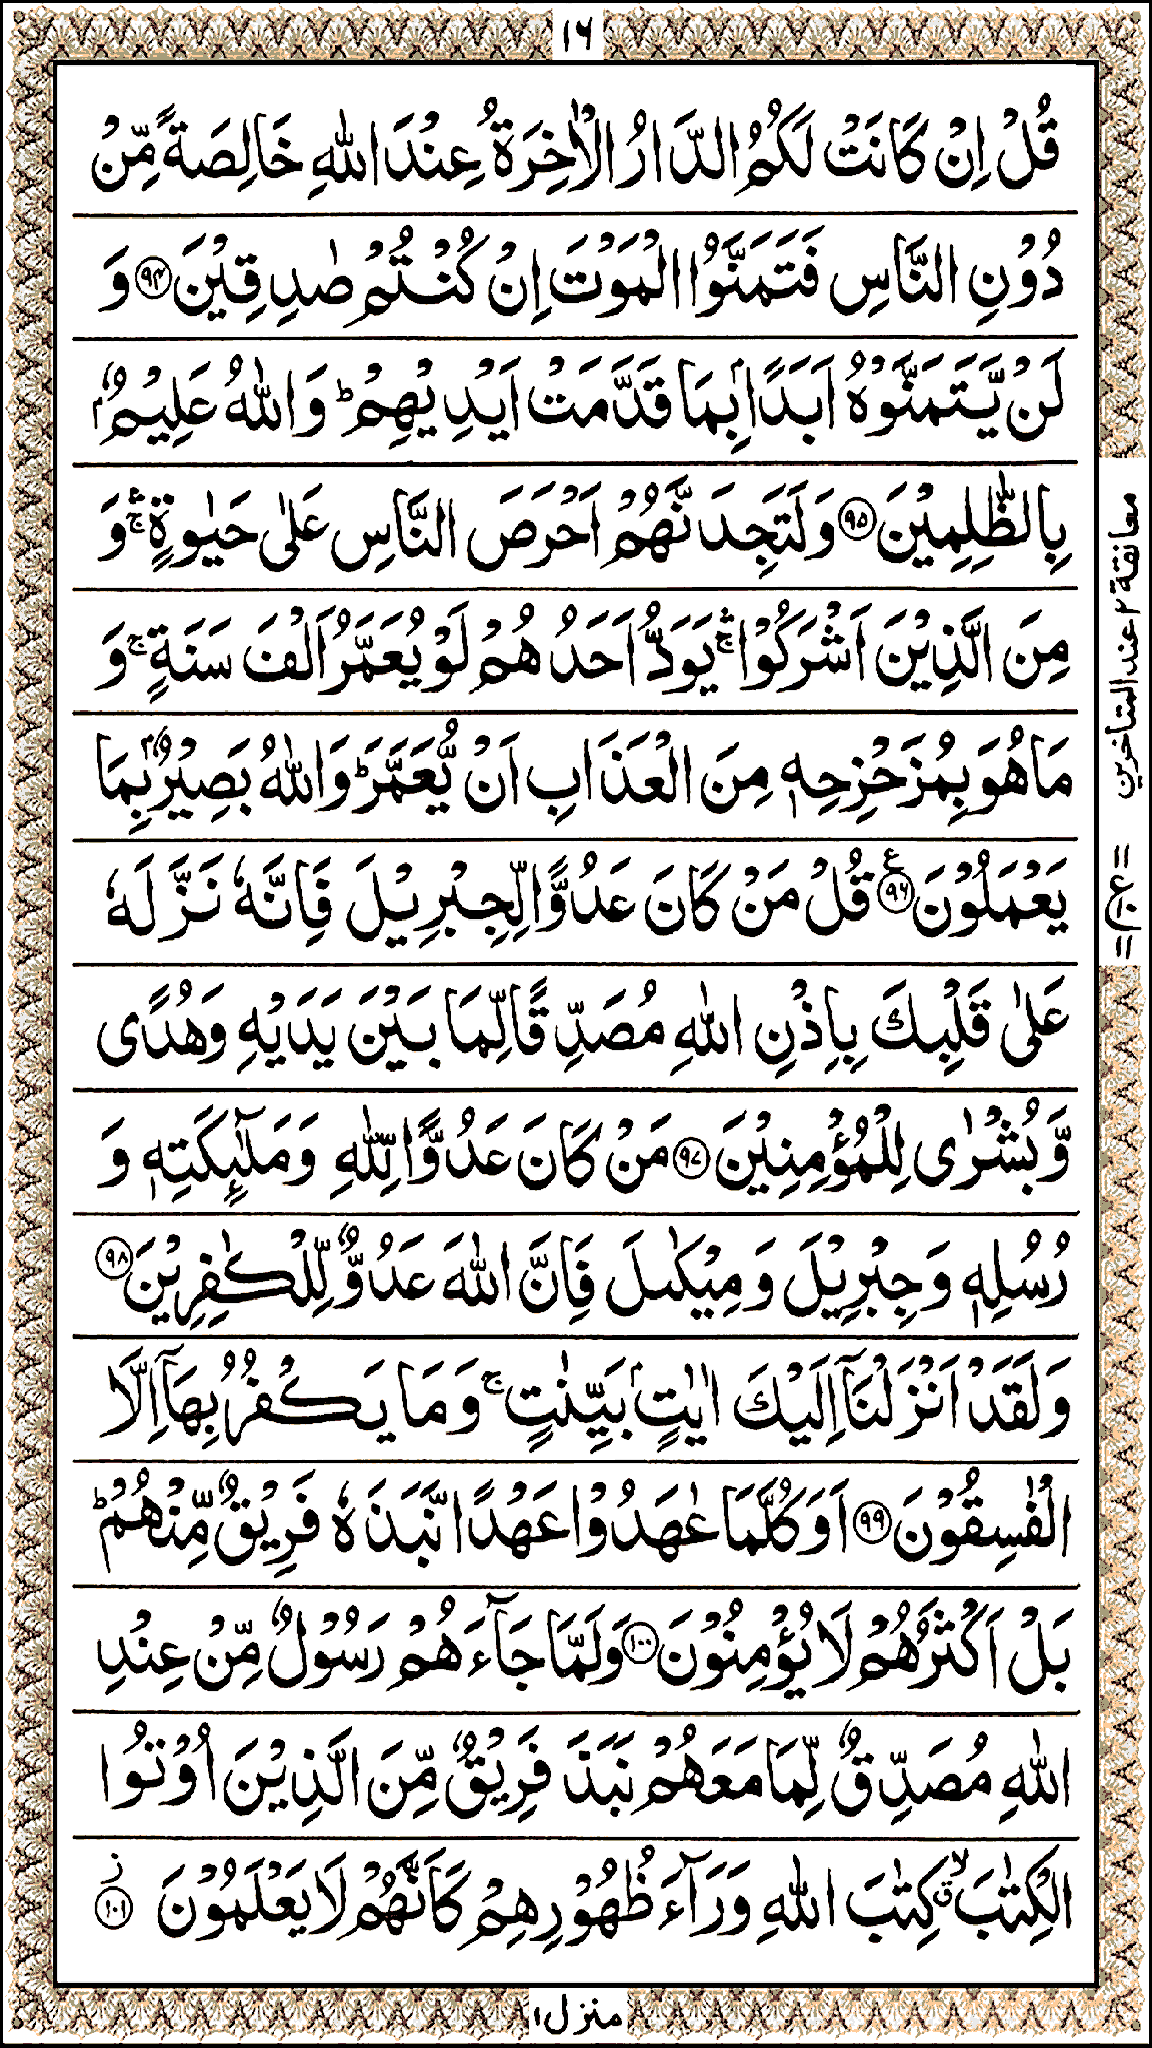 ١٦
قُلْ اِنْ كَانَتْ لَكُمُ الدَّارُ الْاٰخِرَةُ عِنْدَ اللّٰهِ خَالِصَةً مِّنْ
دُوْنِ النَّاسِ فَتَمَنَّوُا الْمَوْتَ اِنْ كُنْتُمْ صٰدِقِيْنَ ۝٩٤ وَ
لَنْ يَّتَمَنَّوْهُ اَبَدًۢا بِمَا قَدَّمَتْ اَيْدِيْهِمْ ؕ وَاللّٰهُ عَلِيْمٌۢ
بِالظّٰلِمِيْنَ ۝٩٥ وَلَتَجِدَنَّهُمْ اَحْرَصَ النَّاسِ عَلٰى حَيٰوةٍ ۛۚ وَ
مِنَ الَّذِيْنَ اَشْرَكُوْا ۛۚ يَوَدُّ اَحَدُهُمْ لَوْ يُعَمَّرُ اَلْفَ سَنَةٍ ۚ وَ
مَا هُوَ بِمُزَحْزِحِهٖ مِنَ الْعَذَابِ اَنْ يُّعَمَّرَ ؕ وَاللّٰهُ بَصِيْرٌۢ بِمَا
يَعْمَلُوْنَ ۝٩٦ ع قُلْ مَنْ كَانَ عَدُوًّا لِّجِبْرِيْلَ فَاِنَّهٗ نَزَّلَهٗ
عَلٰى قَلْبِكَ بِاِذْنِ اللّٰهِ مُصَدِّقًا لِّمَا بَيْنَ يَدَيْهِ وَهُدًى
وَّبُشْرٰى لِلْمُؤْمِنِيْنَ ۝٩٧ مَنْ كَانَ عَدُوًّا لِّلّٰهِ وَمَلٰٓئِكَتِهٖ وَ
رُسُلِهٖ وَجِبْرِيْلَ وَمِيْكٰىلَ فَاِنَّ اللّٰهَ عَدُوٌّ لِّلْكٰفِرِيْنَ ۝٩٨
وَلَقَدْ اَنْزَلْنَاۤ اِلَيْكَ اٰيٰتٍۭ بَيِّنٰتٍ ۚ وَمَا يَكْفُرُ بِهَاۤ اِلَّا
الْفٰسِقُوْنَ ۝٩٩ اَوَكُلَّمَا عٰهَدُوْا عَهْدًا نَّبَذَهٗ فَرِيْقٌ مِّنْهُمْ ؕ
بَلْ اَكْثَرُهُمْ لَا يُؤْمِنُوْنَ ۝١٠٠ وَلَمَّا جَآءَهُمْ رَسُوْلٌ مِّنْ عِنْدِ
اللّٰهِ مُصَدِّقٌ لِّمَا مَعَهُمْ نَبَذَ فَرِيْقٌ مِّنَ الَّذِيْنَ اُوْتُوا
الْكِتٰبَ ۙ ق كِتٰبَ اللّٰهِ وَرَآءَ ظُهُوْرِهِمْ كَاَنَّهُمْ لَا يَعْلَمُوْنَ ۝١٠١ ز
معانقة ٢ عند المتاخرين
منزل ١